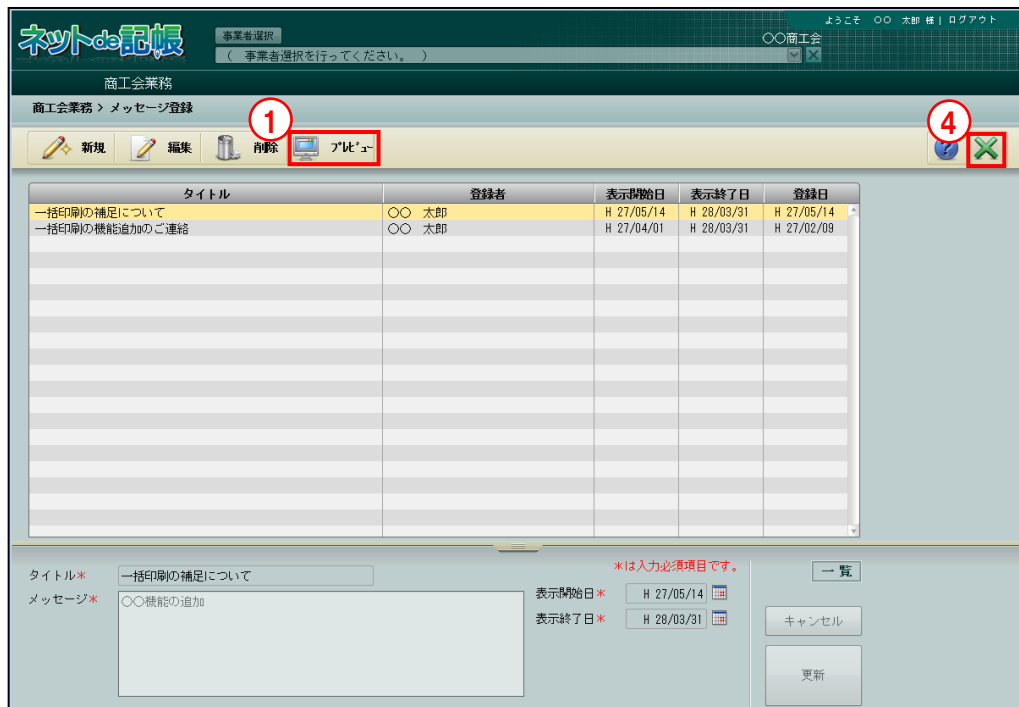 ようこそ 〇〇 太郎 様 | ログアウト
ネットde記帳
事業者選択
〇〇商工会
( 事業者選択を行ってください。 )
商工会業務
商工会業務 > メッセージ登録
①
④
新規 編集 削除 ﾌﾟﾚﾋﾞｭｰ
?
タイトル 登録者 表示開始日 表示終了日 登録日
一括印刷の補足について 〇〇 太郎 H 27/05/14 H 28/03/31 H 27/05/14
一括印刷の機能追加のご連絡 〇〇 太郎 H 27/04/01 H 28/03/31 H 27/02/09
*は入力必須項目です。
一覧
タイトル* 一括印刷の補足について
メッセージ* 〇〇機能の追加
表示開始日* H 27/05/14
表示終了日* H 28/03/31
キャンセル
更新